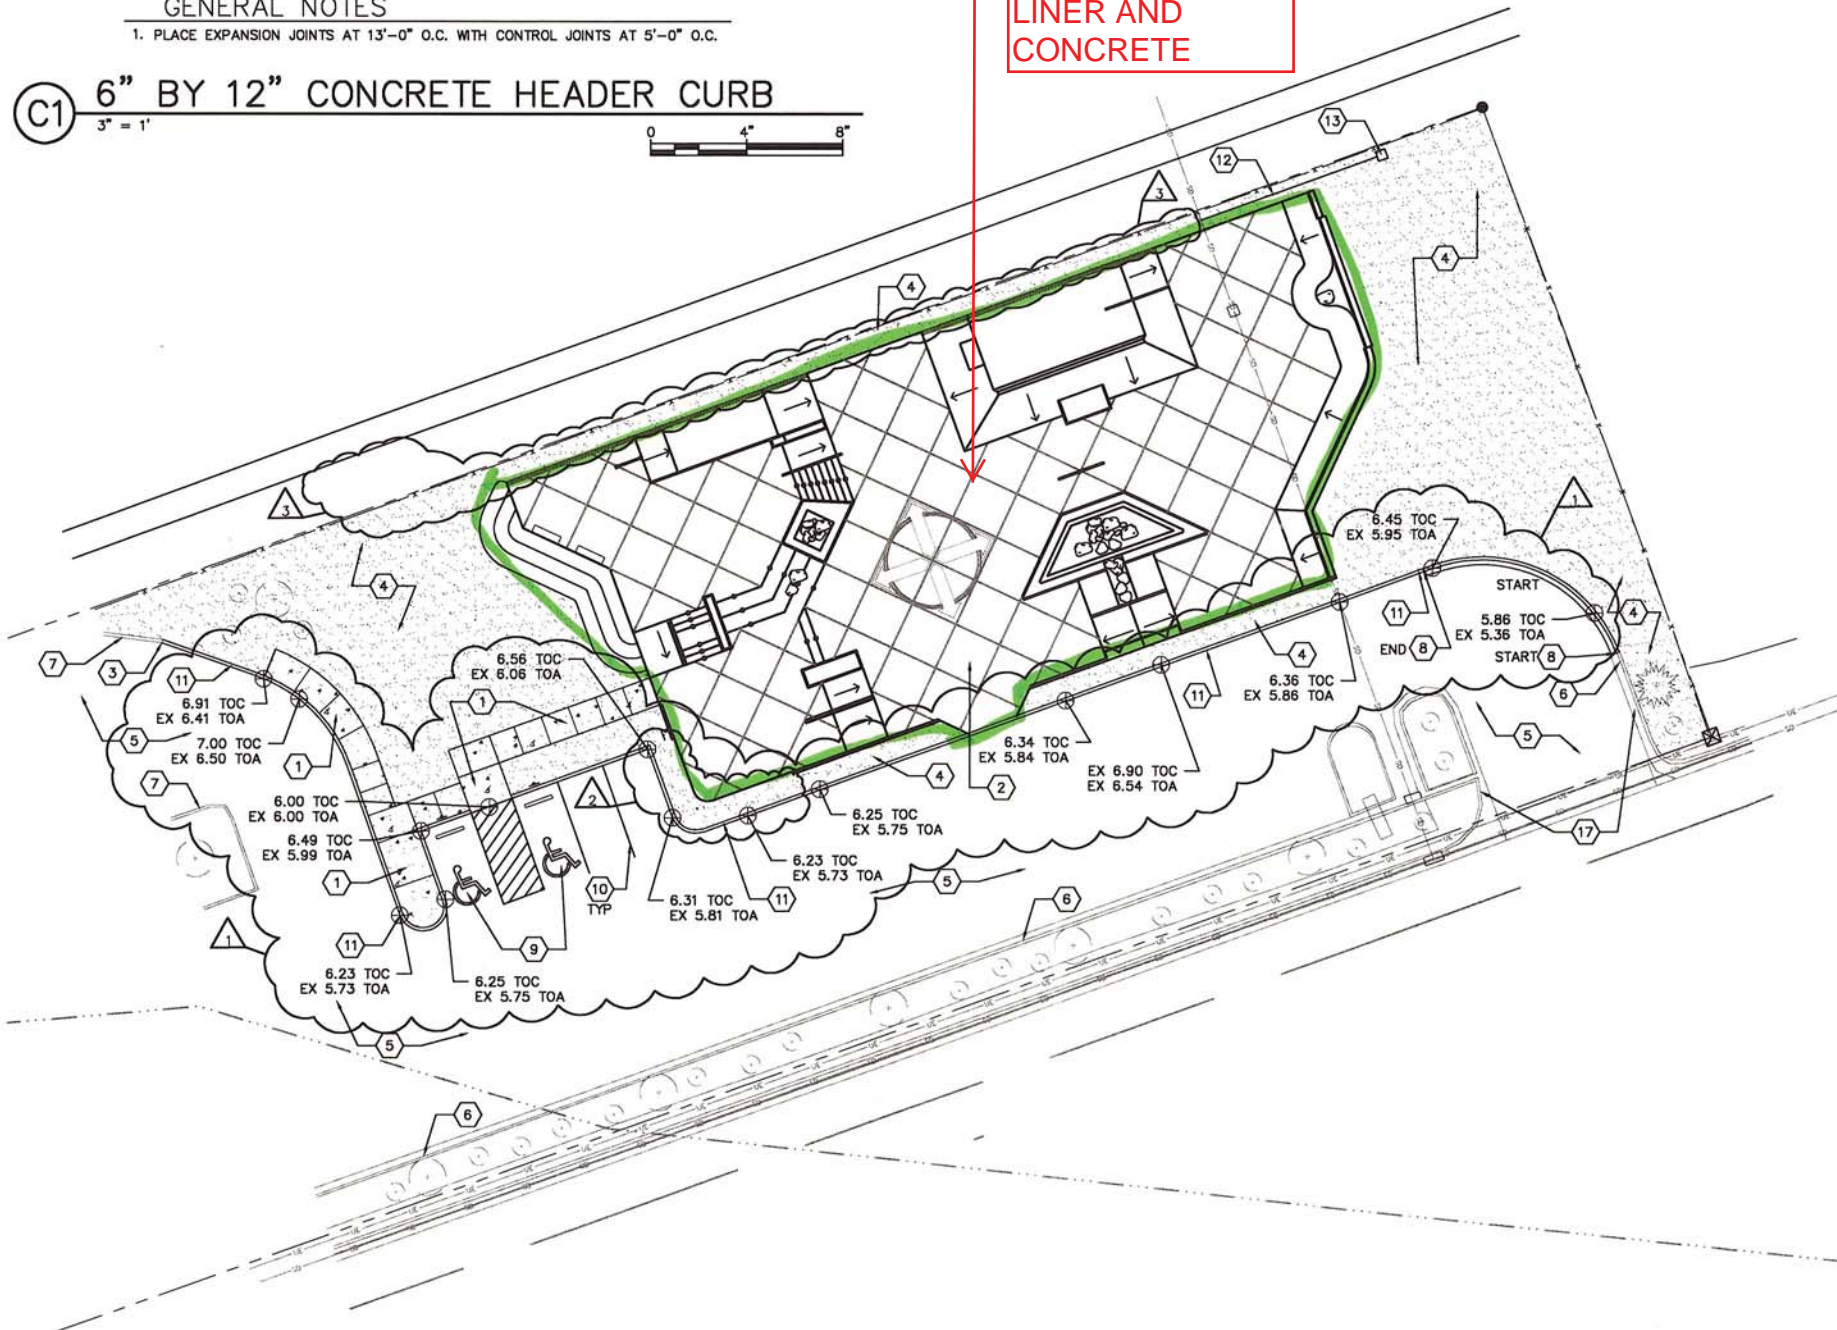 GENERAL NOTES
1. PLACE EXPANSION JOINTS AT 13'-0" O.C. WITH CONTROL JOINTS AT 5'-0" O.C.
LINER AND
CONCRETE
C1
6" BY 12" CONCRETE HEADER CURB
3" = 1'
0 4" 8"
13
12
3
4
4
3
4
1
6.45 TOC
EX 5.95 TOA
START
11
5.86 TOC
EX 5.36 TOA
4
END 8
START 8
7
3
11
6.56 TOC
EX 6.06 TOA
4
6.36 TOC
EX 5.86 TOA
6
11
6.91 TOC
EX 6.41 TOA
1
5
7.00 TOC
EX 6.50 TOA
1
6.34 TOC
EX 5.84 TOA
5
7
4
EX 6.90 TOC
EX 6.54 TOA
2
2
6.00 TOC
EX 6.00 TOA
6.25 TOC
EX 5.75 TOA
17
6.49 TOC
EX 5.99 TOA
6.23 TOC
EX 5.73 TOA
1
10
TYP
5
11
6.31 TOC
EX 5.81 TOA
6
1
11
9
6.23 TOC
EX 5.73 TOA
6.25 TOC
EX 5.75 TOA
5
6